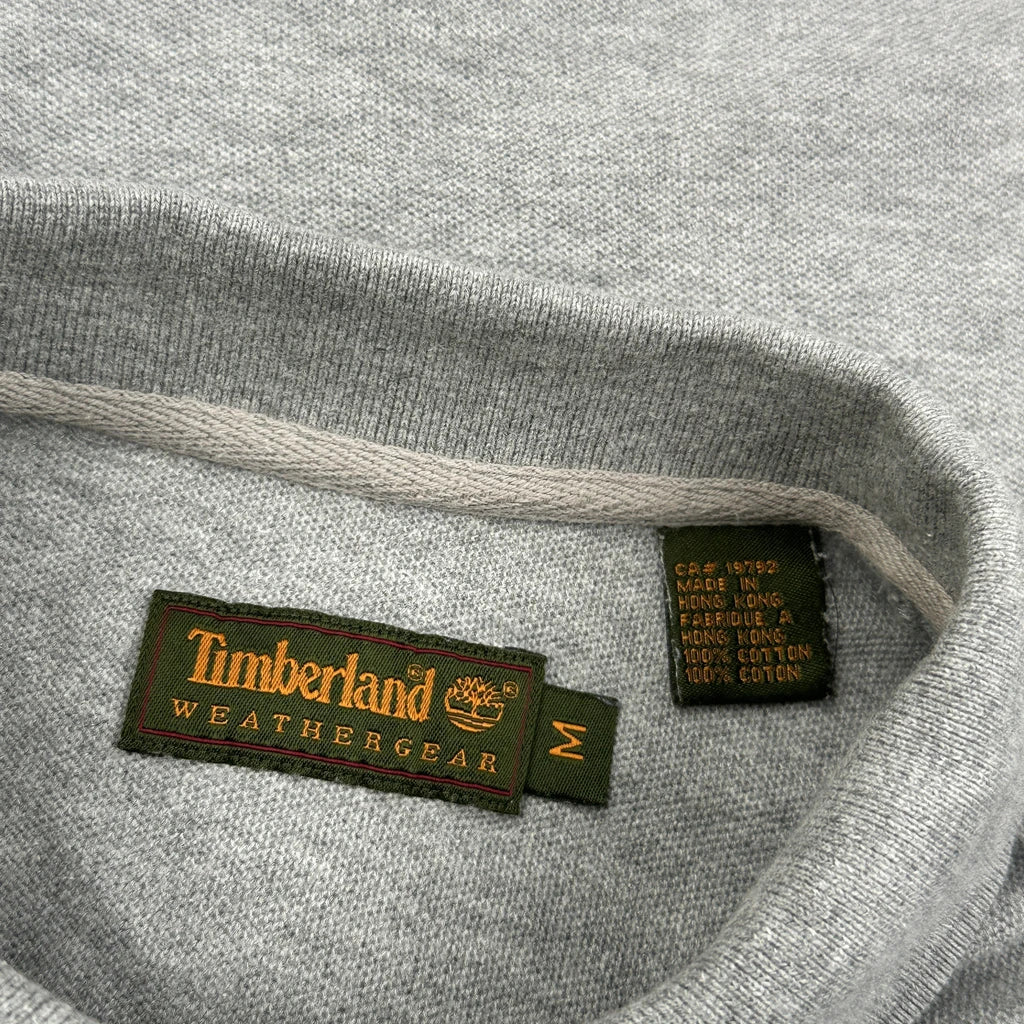 Timberland®
WEATHERGEAR
®
M
CA# 19792
MADE IN
HONG KONG
FABRIQUE A
HONG KONG
100% COTTON
100% COTON